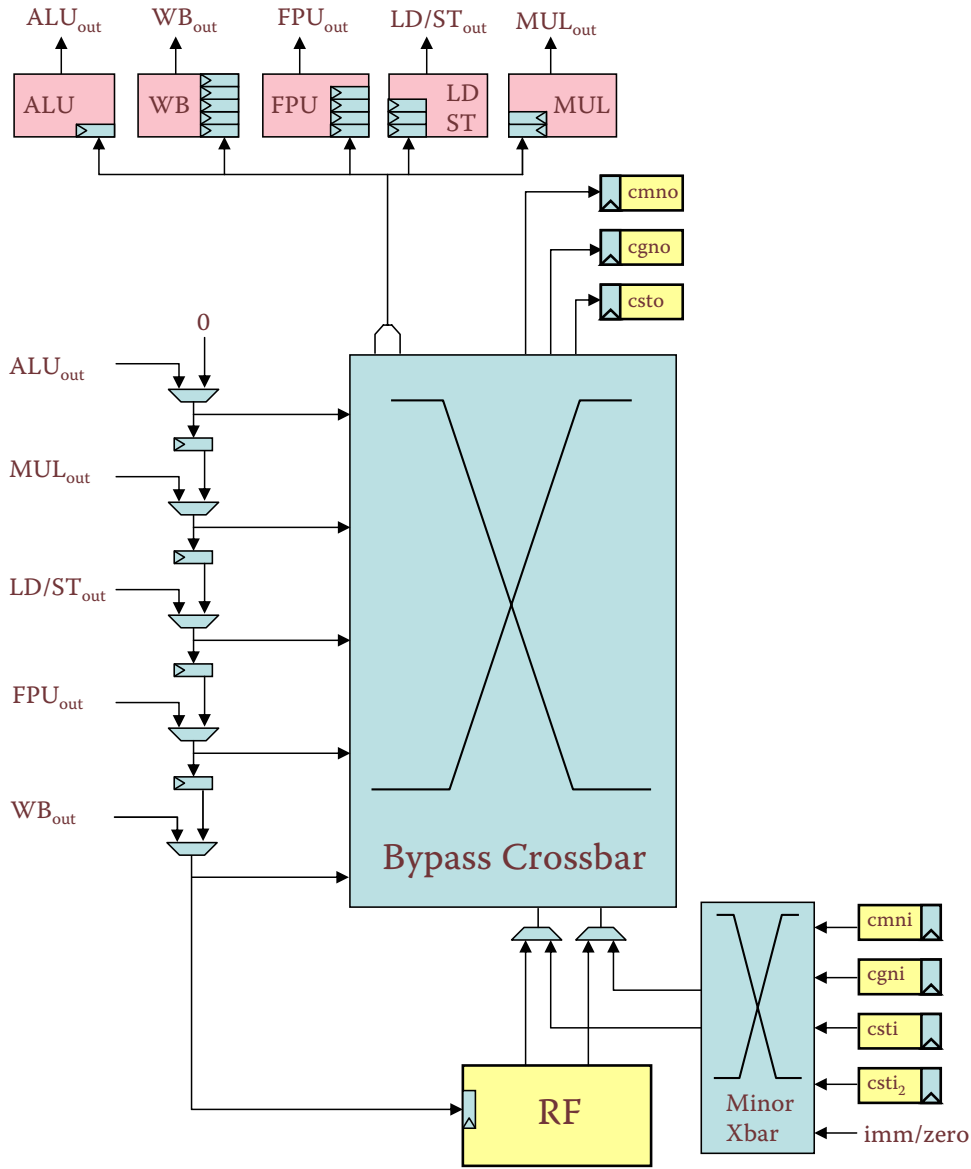 ALUout WBout FPUout LD/STout MULout
ALU WB FPU LD ST MUL
cmno
cgno
csto
0
ALUout
MULout
LD/STout
FPUout
WBout
Bypass Crossbar
cmni
cgni
csti
csti2
imm/zero
Minor
Xbar
RF